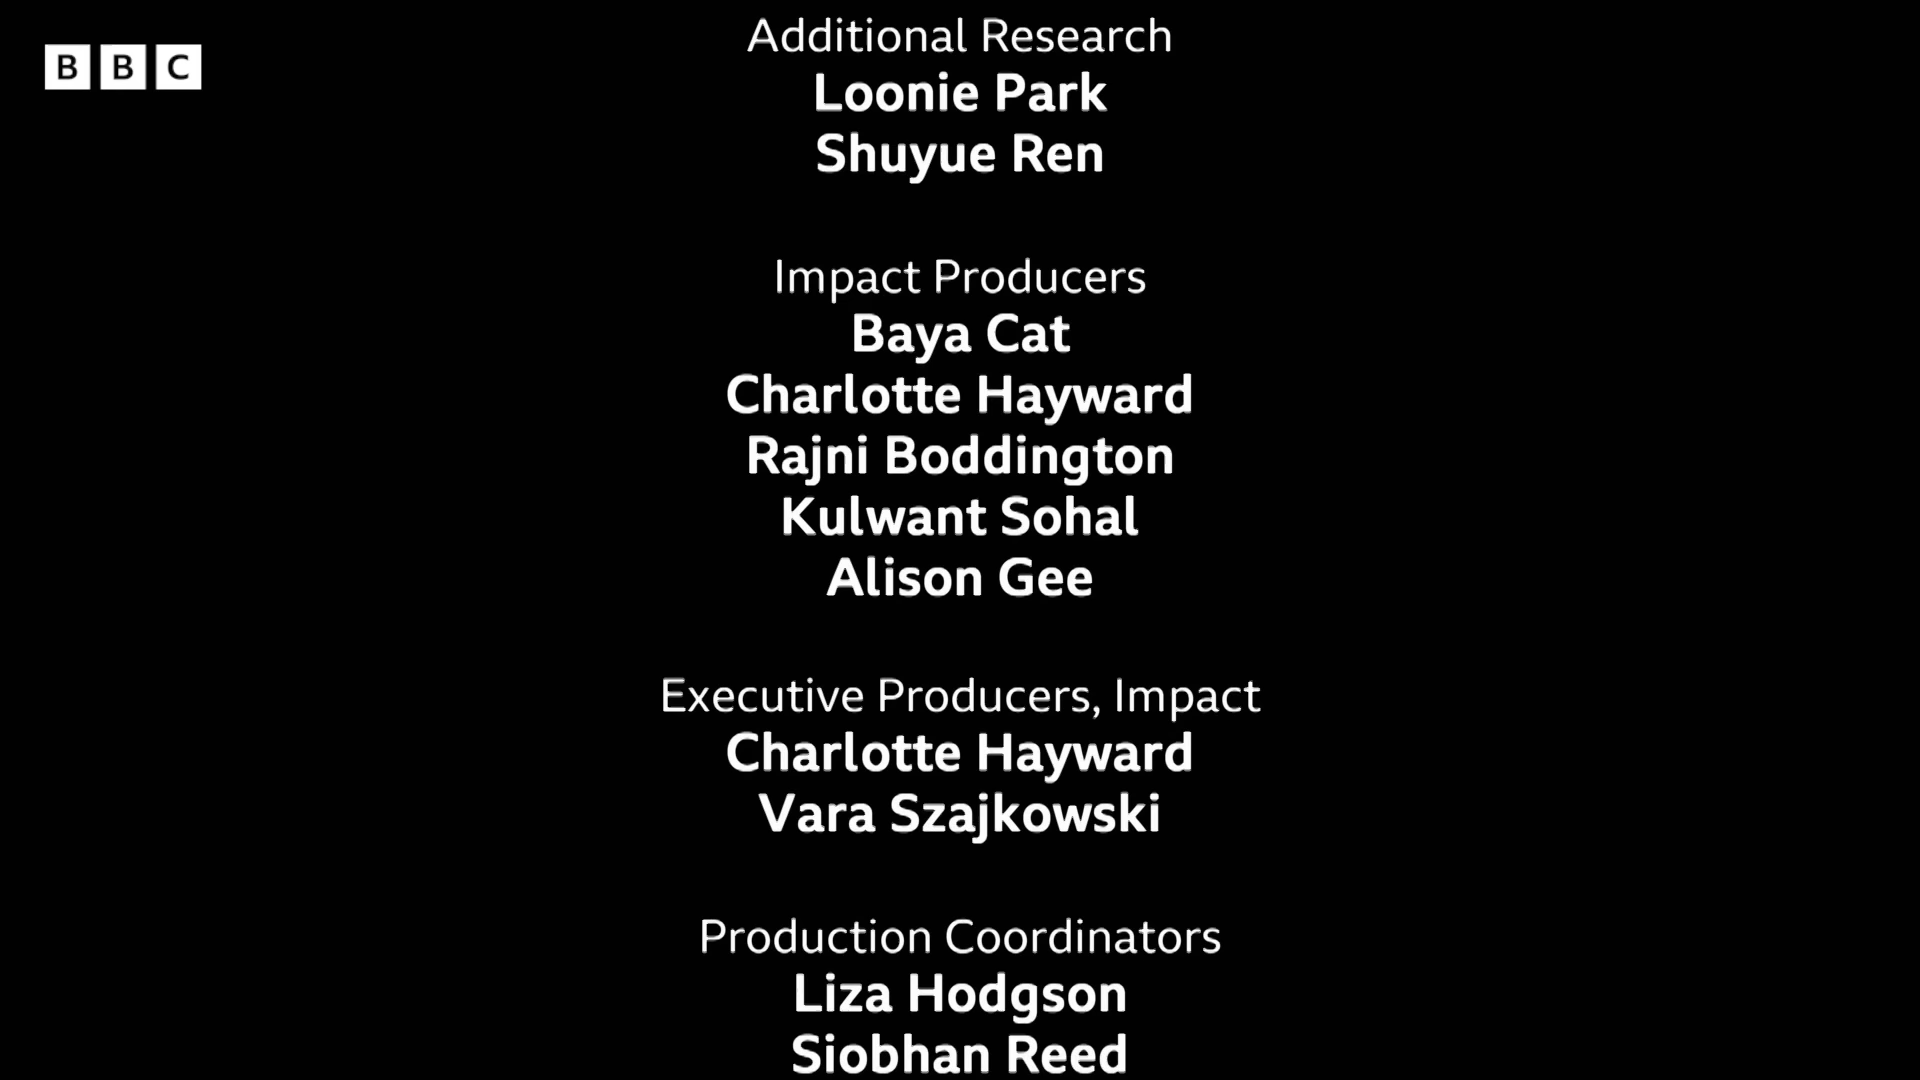 BBC
Additional Research
Loonie Park
Shuyue Ren
Impact Producers
Baya Cat
Charlotte Hayward
Rajni Boddington
Kulwant Sohal
Alison Gee
Executive Producers, Impact
Charlotte Hayward
Vara Szajkowski
Production Coordinators
Liza Hodgson
Siobhan Reed